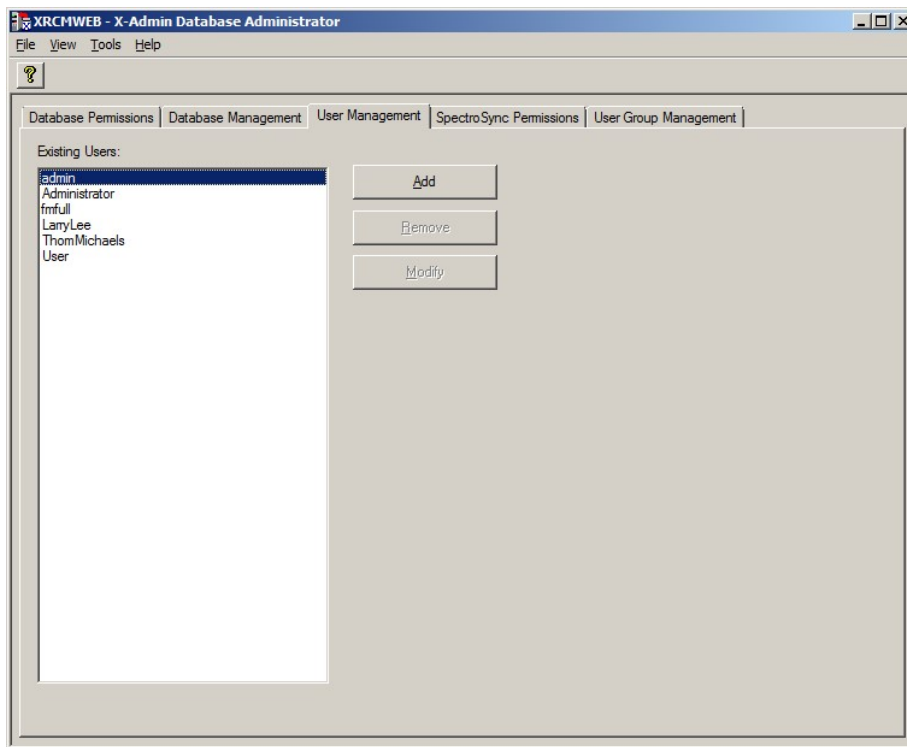 XRCMWEB - X-Admin Database Administrator
File View Tools Help
?
Database Permissions Database Management User Management SpectroSync Permissions User Group Management
Existing Users:
admin
Administrator
fmfull
LarryLee
ThomMichaels
User
Add
Remove
Modify